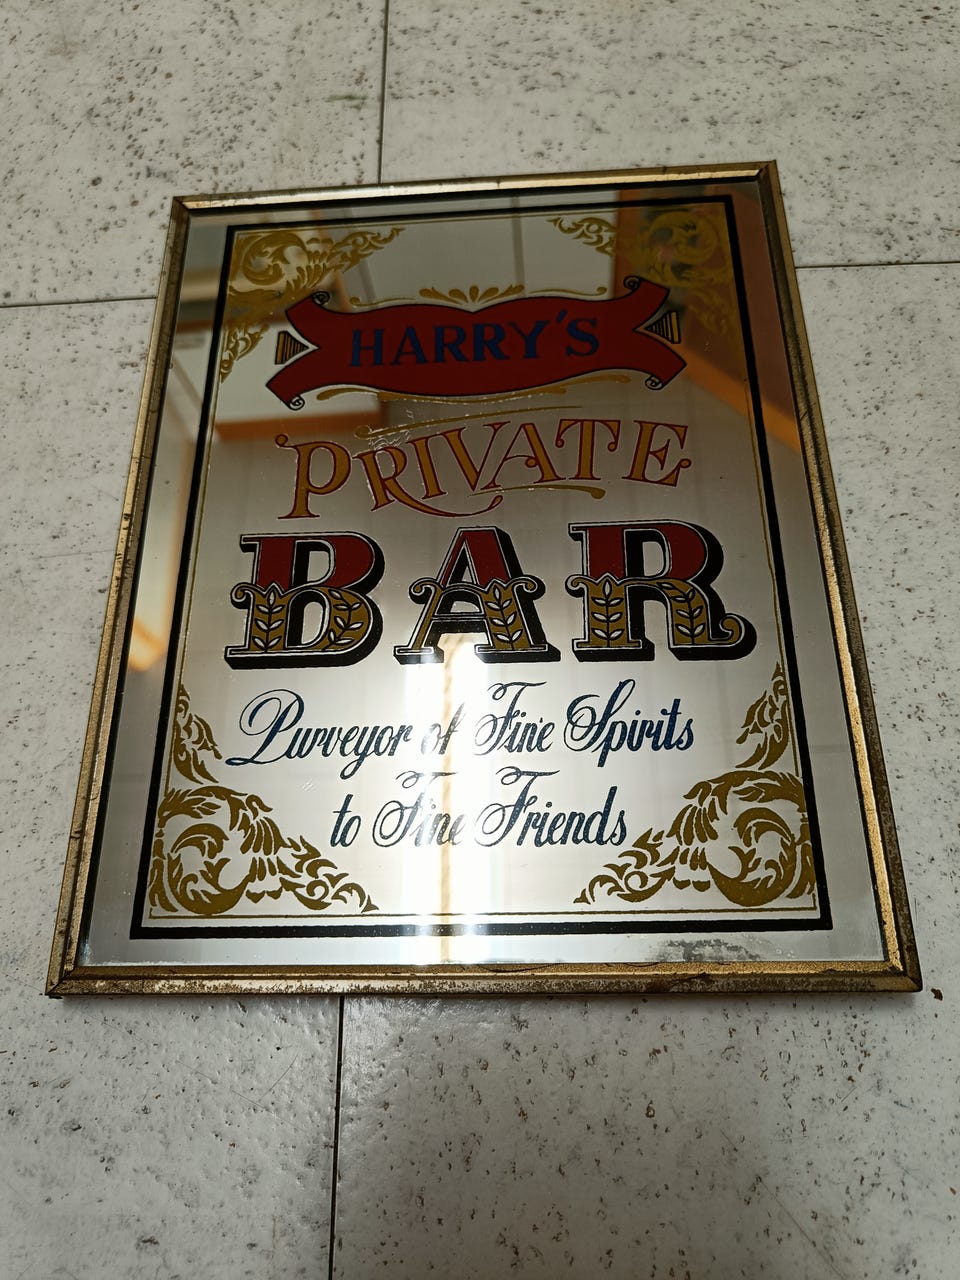 HARRY'S
PRIVATE
BAR
Purveyor of Fine Spirits
to Fine Friends